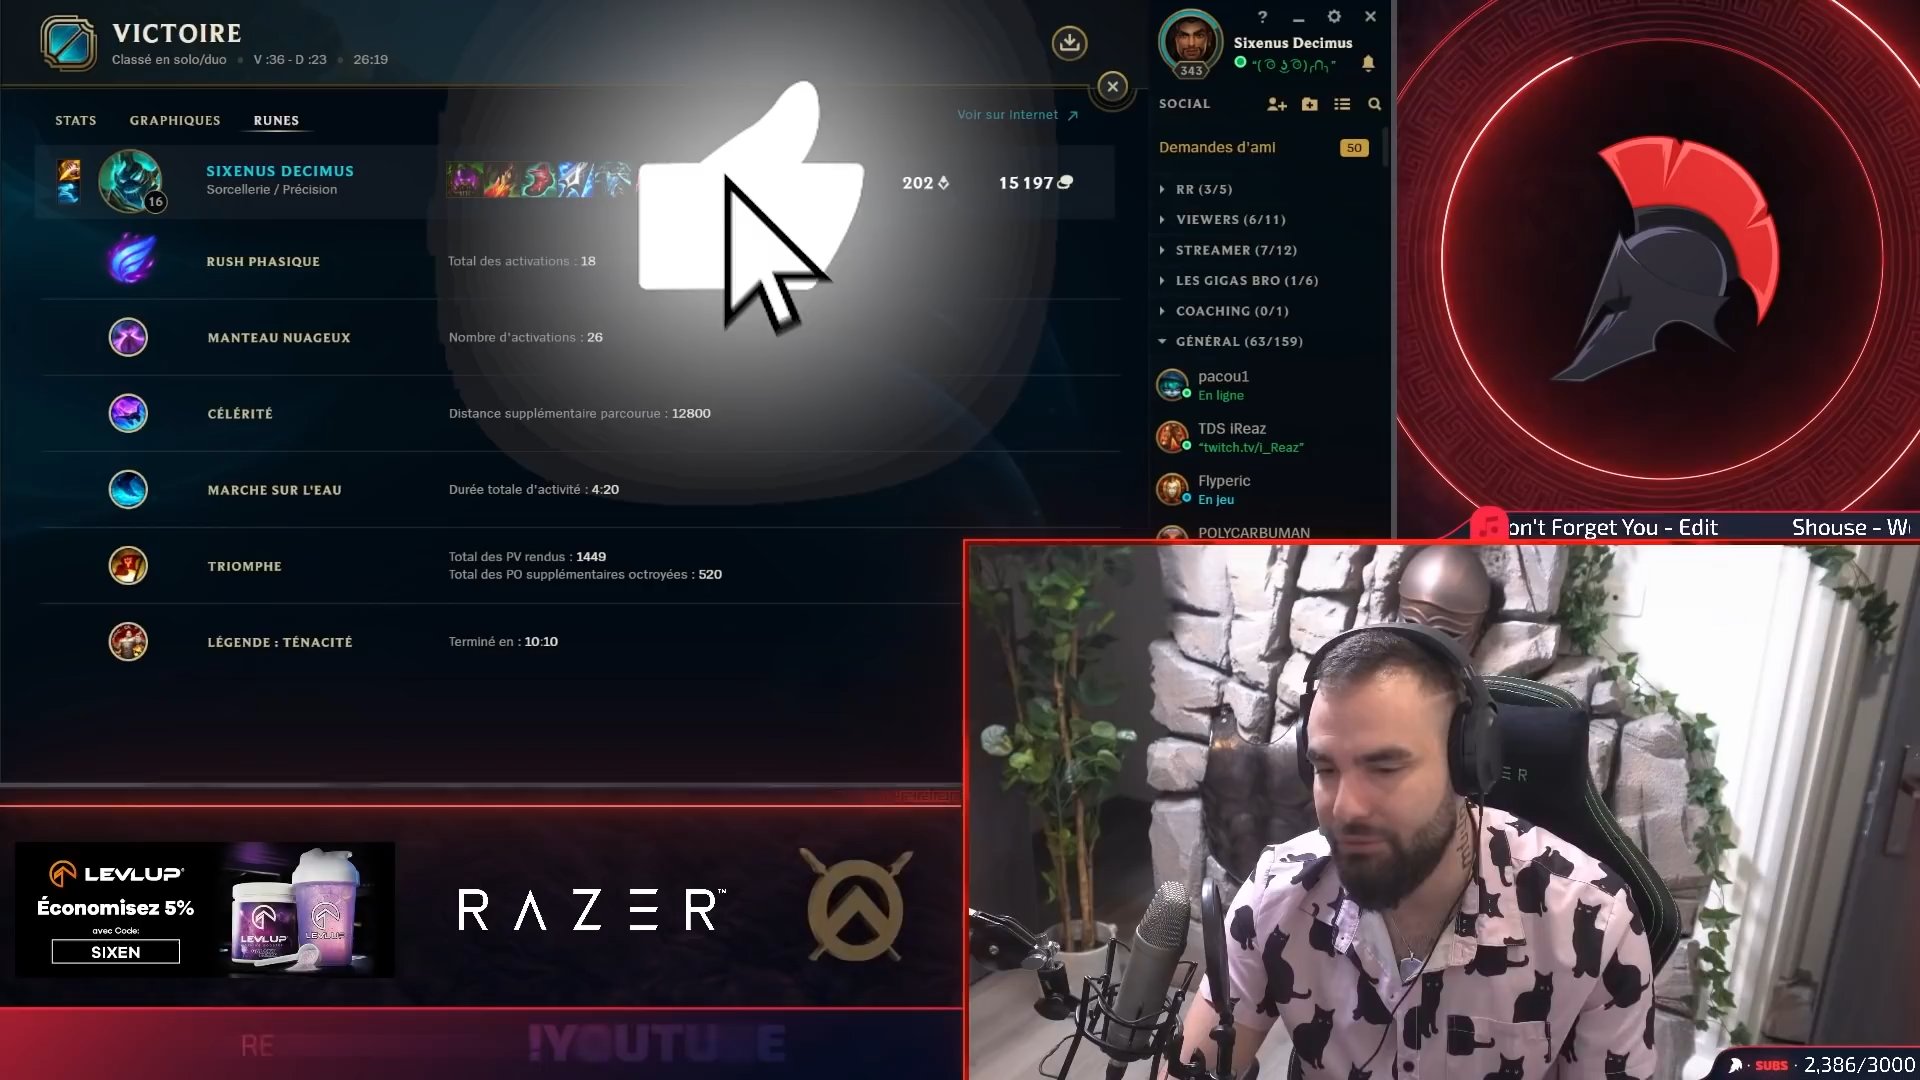 VICTOIRE
Classé en solo/duo • V :36 - D :23 • 26:19
STATS
GRAPHIQUES
RUNES
Voir sur Internet
SIXENUS DECIMUS
Sorcellerie / Précision
16
202
15 197
RUSH PHASIQUE
Total des activations : 18
MANTEAU NUAGEUX
Nombre d'activations : 26
CÉLÉRITÉ
Distance supplémentaire parcourue : 12800
MARCHE SUR L'EAU
Durée totale d'activité : 4:20
TRIOMPHE
Total des PV rendus : 1449
Total des PO supplémentaires octroyées : 520
LÉGENDE : TÉNACITÉ
Terminé en : 10:10
Sixenus Decimus
343
SOCIAL
Demandes d'ami
50
RR (3/5)
VIEWERS (6/11)
STREAMER (7/12)
LES GIGAS BRO (1/6)
COACHING (0/1)
GÉNÉRAL (63/159)
pacou1
En ligne
TDS iReaz
“twitch.tv/i_Reaz”
Flyperic
En jeu
POLYCARBUMAN
on't Forget You - Edit
Shouse - W
LEVLUP
Économisez 5%
avec Code:
SIXEN
LEVLUP
LEVLUP
RAZER™
RE
!YOUTU E
SUBS · 2,386/3000